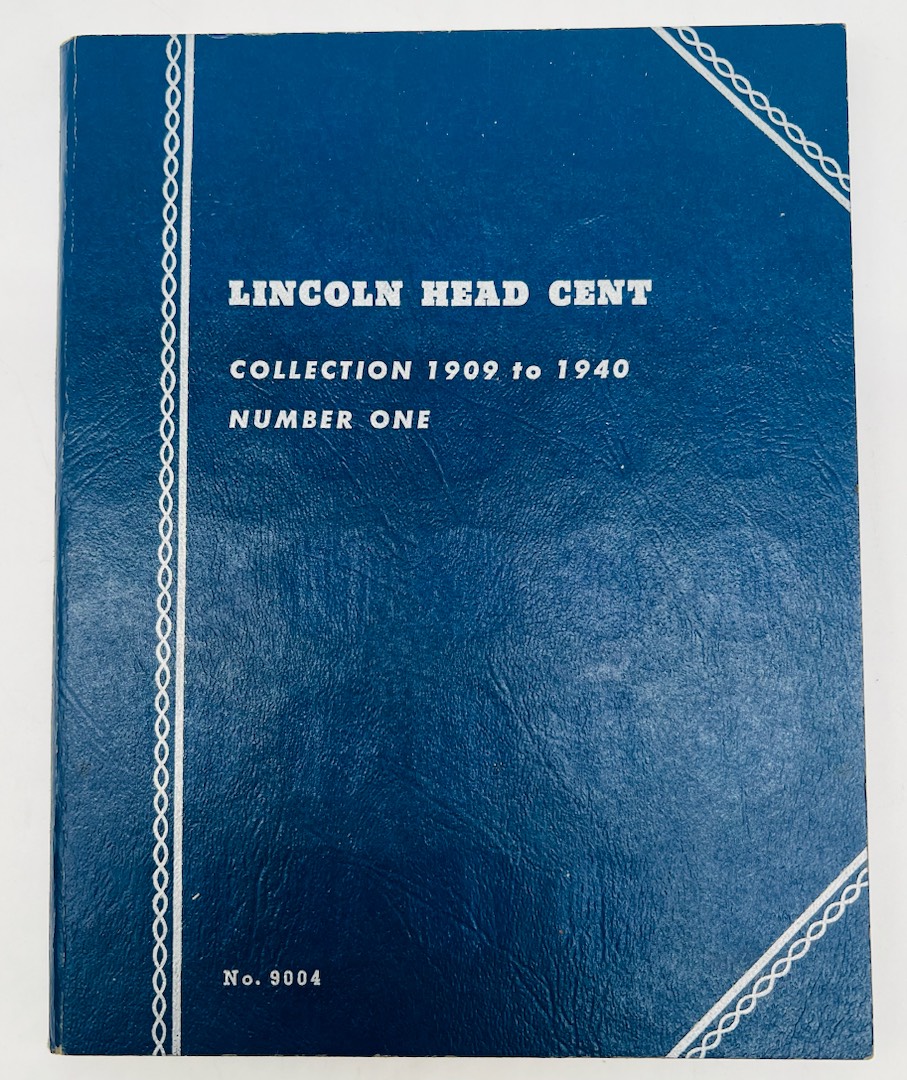 LINCOLN HEAD CENT
COLLECTION 1909 to 1940
NUMBER ONE
No. 9004